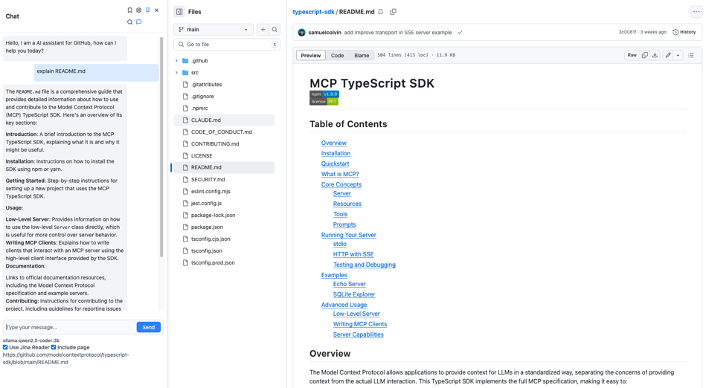 Chat
Hello, I am a AI assistant for GitHub, how can I
help you today?
explain README.md
The README.md file is a comprehensive guide that
provides detailed information about how to use
and contribute to the Model Context Protocol
(MCP) TypeScript SDK. Here's an overview of its
key sections:
Introduction: A brief introduction to the MCP
TypeScript SDK, explaining what it is and why it
might be useful.
Installation: Instructions on how to install the
SDK using npm or yarn.
Getting Started: Step-by-step instructions for
setting up a new project that uses the MCP
TypeScript SDK.
Usage:
Low-Level Server: Provides information on how
to use the low-level Server class directly, which
is useful for more control over server behavior.
Writing MCP Clients: Explains how to write
clients that interact with an MCP server using the
high-level client interface provided by the SDK.
Documentation:
Links to official documentation resources,
including the Model Context Protocol
specification and example servers.
Contributing: Instructions for contributing to the
project, including guidelines for reporting issues
Type your message...
Send
ollama:qwen2.5-coder:3b
Use Jina Reader Include page
https://github.com/modelcontextprotocol/typescript-
sdk/blob/main/README.md
Files
main
Go to file
t
.github
src
.gitattributes
.gitignore
.npmrc
CLAUDE.md
CODE_OF_CONDUCT.md
CONTRIBUTING.md
LICENSE
README.md
SECURITY.md
eslint.config.mjs
jest.config.js
package-lock.json
package.json
tsconfig.cjs.json
tsconfig.json
tsconfig.prod.json
typescript-sdk / README.md
samuelcolvin add improve transport in SSE server example
· 3 weeks ago
History
Preview Code Blame
(413 loc) · 11.8 KB
Raw
MCP TypeScript SDK
npm
license
Table of Contents
Overview
Installation
Quickstart
What is MCP?
Core Concepts
Server
Resources
Tools
Prompts
Running Your Server
stdio
HTTP with SSE
Testing and Debugging
Examples
Echo Server
SQLite Explorer
Advanced Usage
Low-Level Server
Writing MCP Clients
Server Capabilities
Overview
The Model Context Protocol allows applications to provide context for LLMs in a standardized way, separating the concerns of providing
context from the actual LLM interaction. This TypeScript SDK implements the full MCP specification, making it easy to: